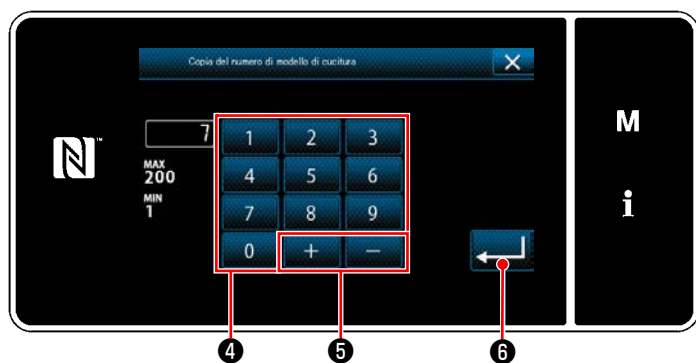 Copia del numero di modello di cucitura
7
1 2 3
MAX
200
4 5 6
MIN
1
7 8 9
0 + −
M
i
N™
❹ ❺ ❻